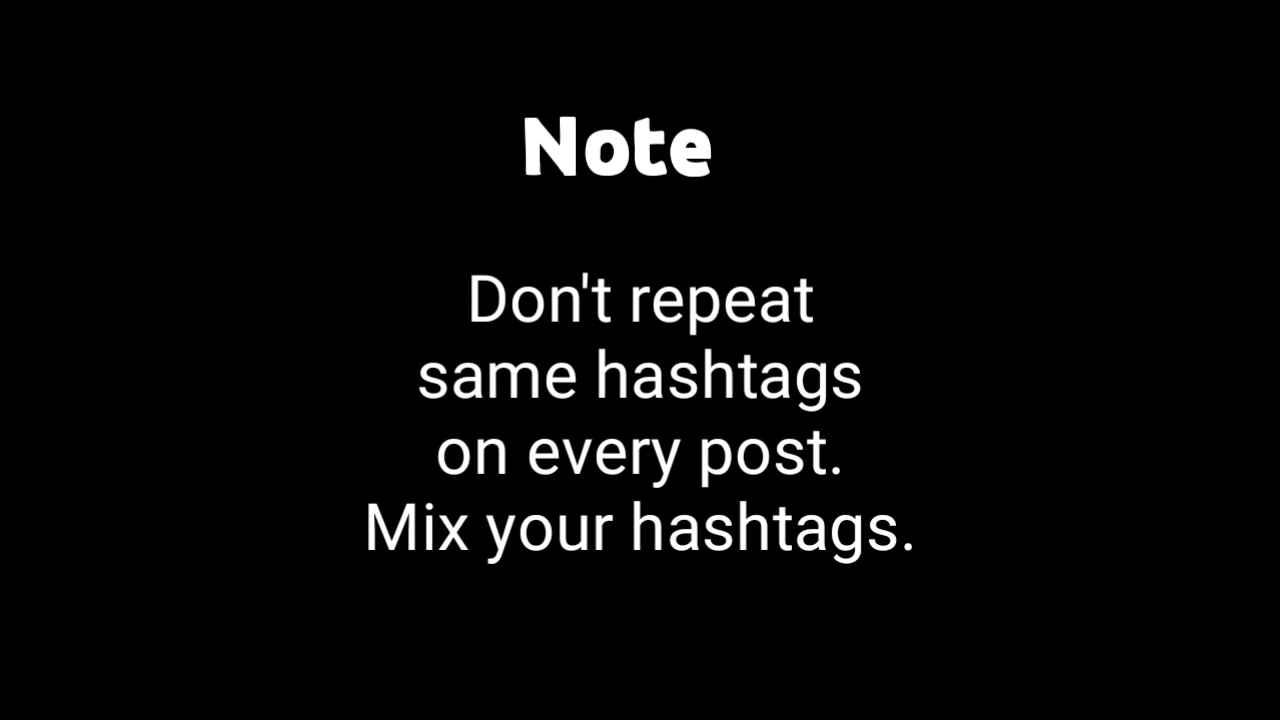 Note
Don't repeat
same hashtags
on every post.
Mix your hashtags.